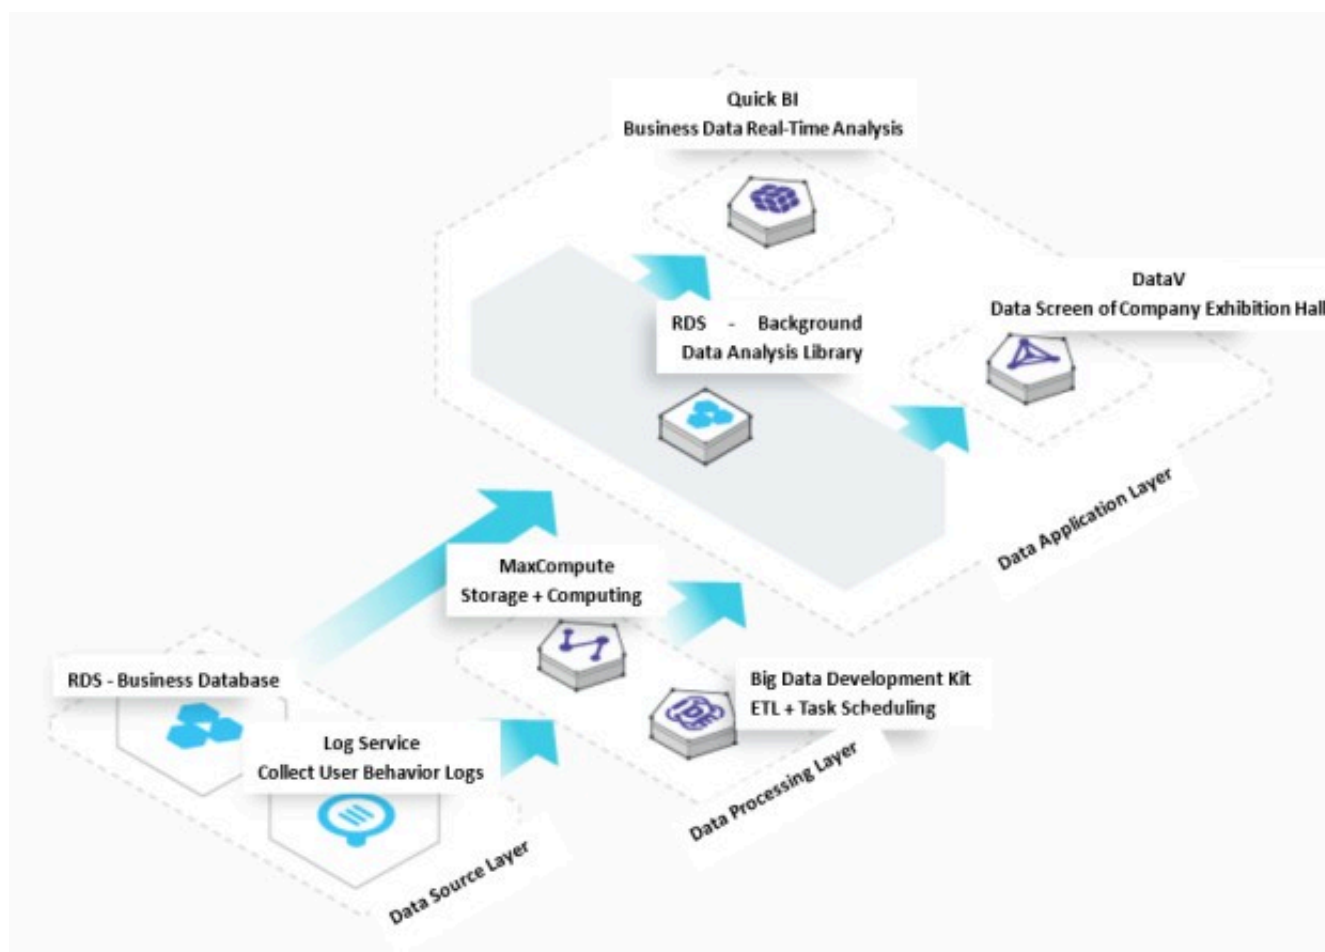 Quick BI
Business Data Real-Time Analysis
DataV
Data Screen of Company Exhibition Hall
RDS - Background
Data Analysis Library
Data Application Layer
MaxCompute
Storage + Computing
RDS - Business Database
Big Data Development Kit
ETL + Task Scheduling
Log Service
Collect User Behavior Logs
Data Processing Layer
Data Source Layer